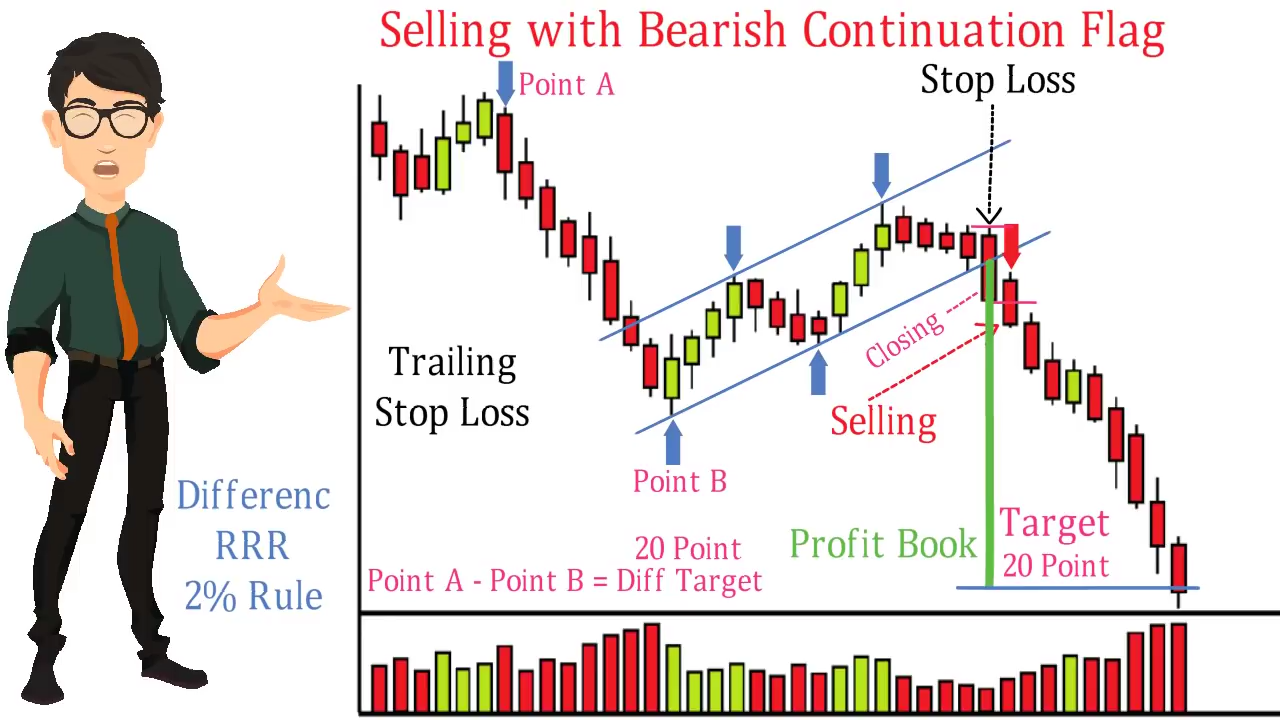 Selling with Bearish Continuation Flag
Stop Loss
Point A
Trailing
Stop Loss
Closing
Selling
Point B
Differenc
RRR
2% Rule
20 Point
Point A - Point B = Diff Target
Profit Book
Target
20 Point